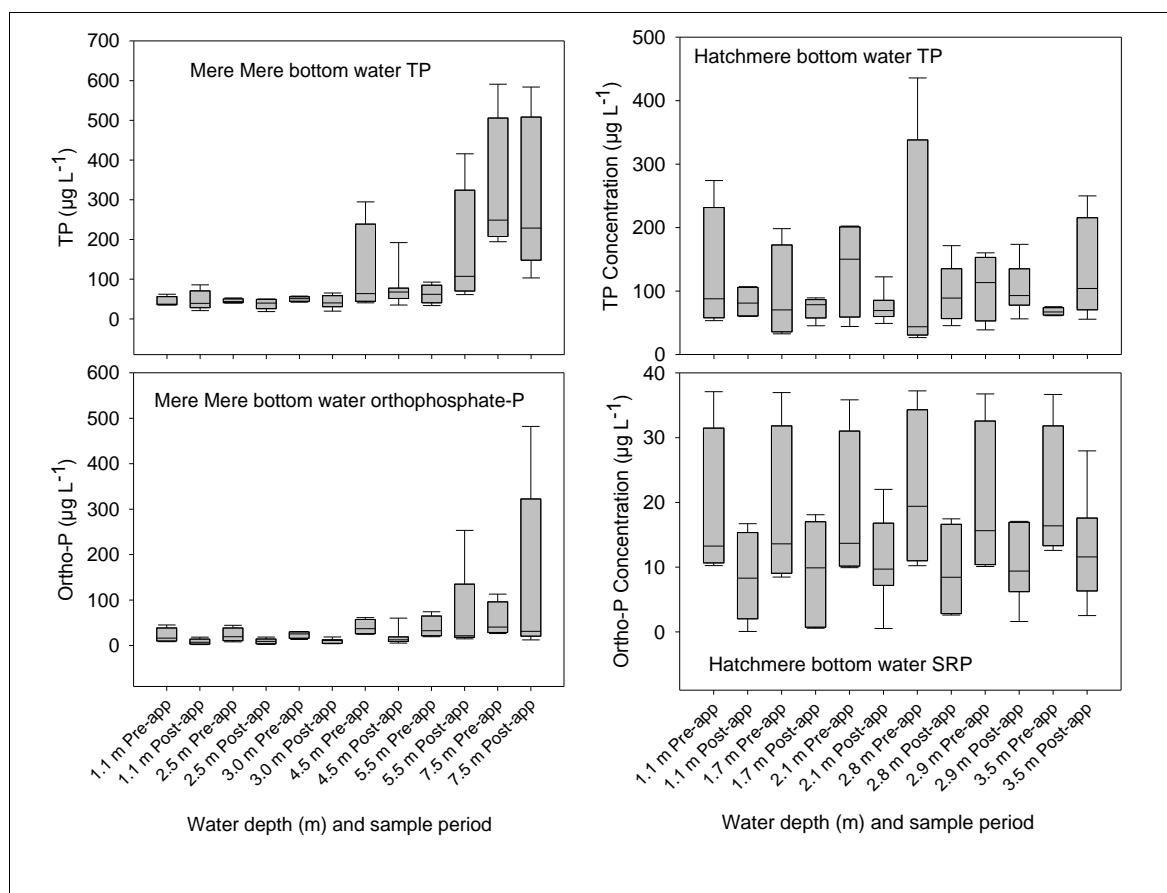 Mere Mere bottom water TP
TP (µg L-1)
700
600
500
400
300
200
100
0
Hatchmere bottom water TP
TP Concentration (µg L-1)
500
400
300
200
100
0
Mere Mere bottom water orthophosphate-P
Ortho-P (µg L-1)
600
500
400
300
200
100
0
1.1 m Pre-app
1.1 m Post-app
2.5 m Pre-app
2.5 m Post-app
3.0 m Pre-app
3.0 m Post-app
4.5 m Pre-app
4.5 m Post-app
5.5 m Pre-app
5.5 m Post-app
7.5 m Pre-app
7.5 m Post-app
Water depth (m) and sample period
Ortho-P Concentration (µg L-1)
40
30
20
10
0
Hatchmere bottom water SRP
1.1 m Pre-app
1.1 m Post-app
1.7 m Pre-app
1.7 m Post-app
2.1 m Pre-app
2.1 m Post-app
2.8 m Pre-app
2.8 m Post-app
2.9 m Pre-app
2.9 m Post-app
3.5 m Pre-app
3.5 m Post-app
Water depth (m) and sample period